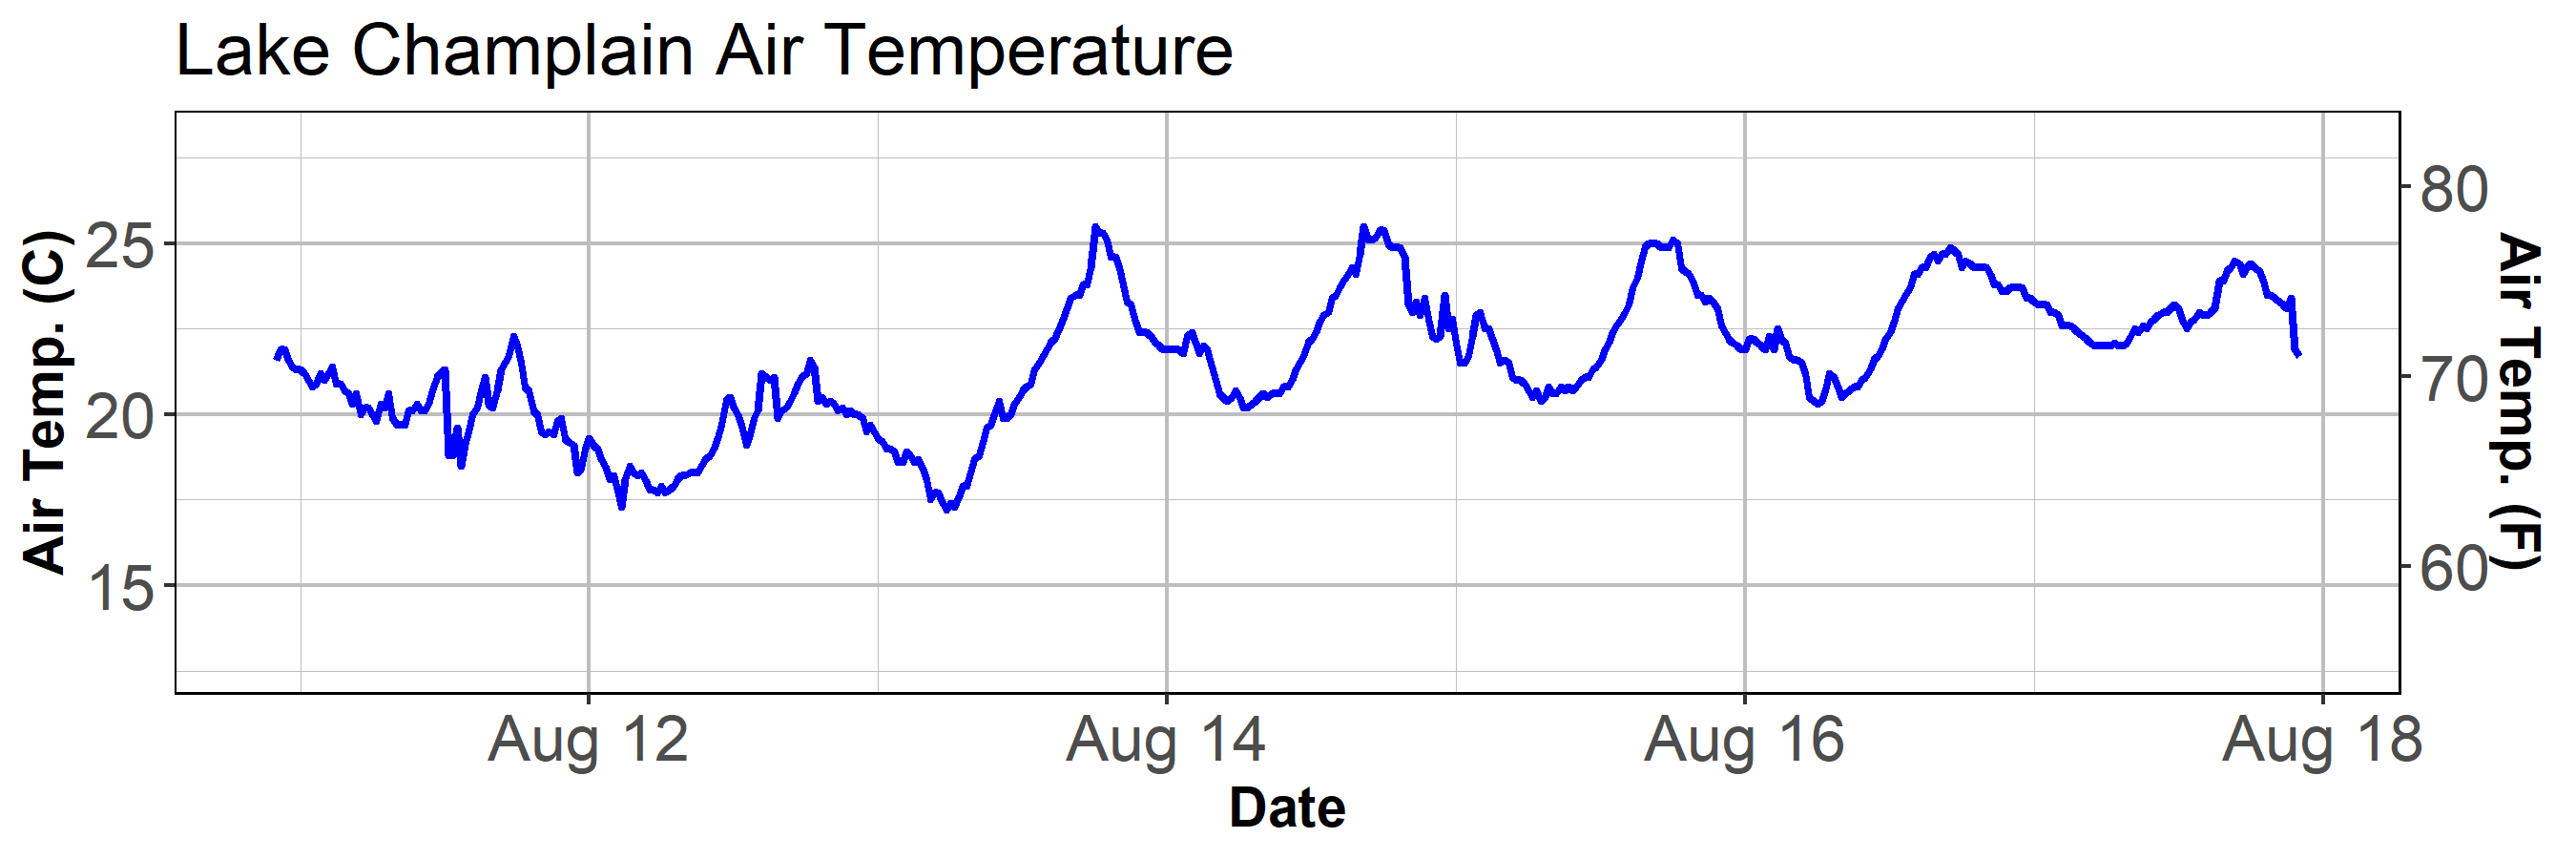 Lake Champlain Air Temperature
Air Temp. (C)
25
20
15
80
70
60
Air Temp. (F)
Aug 12
Aug 14
Aug 16
Aug 18
Date